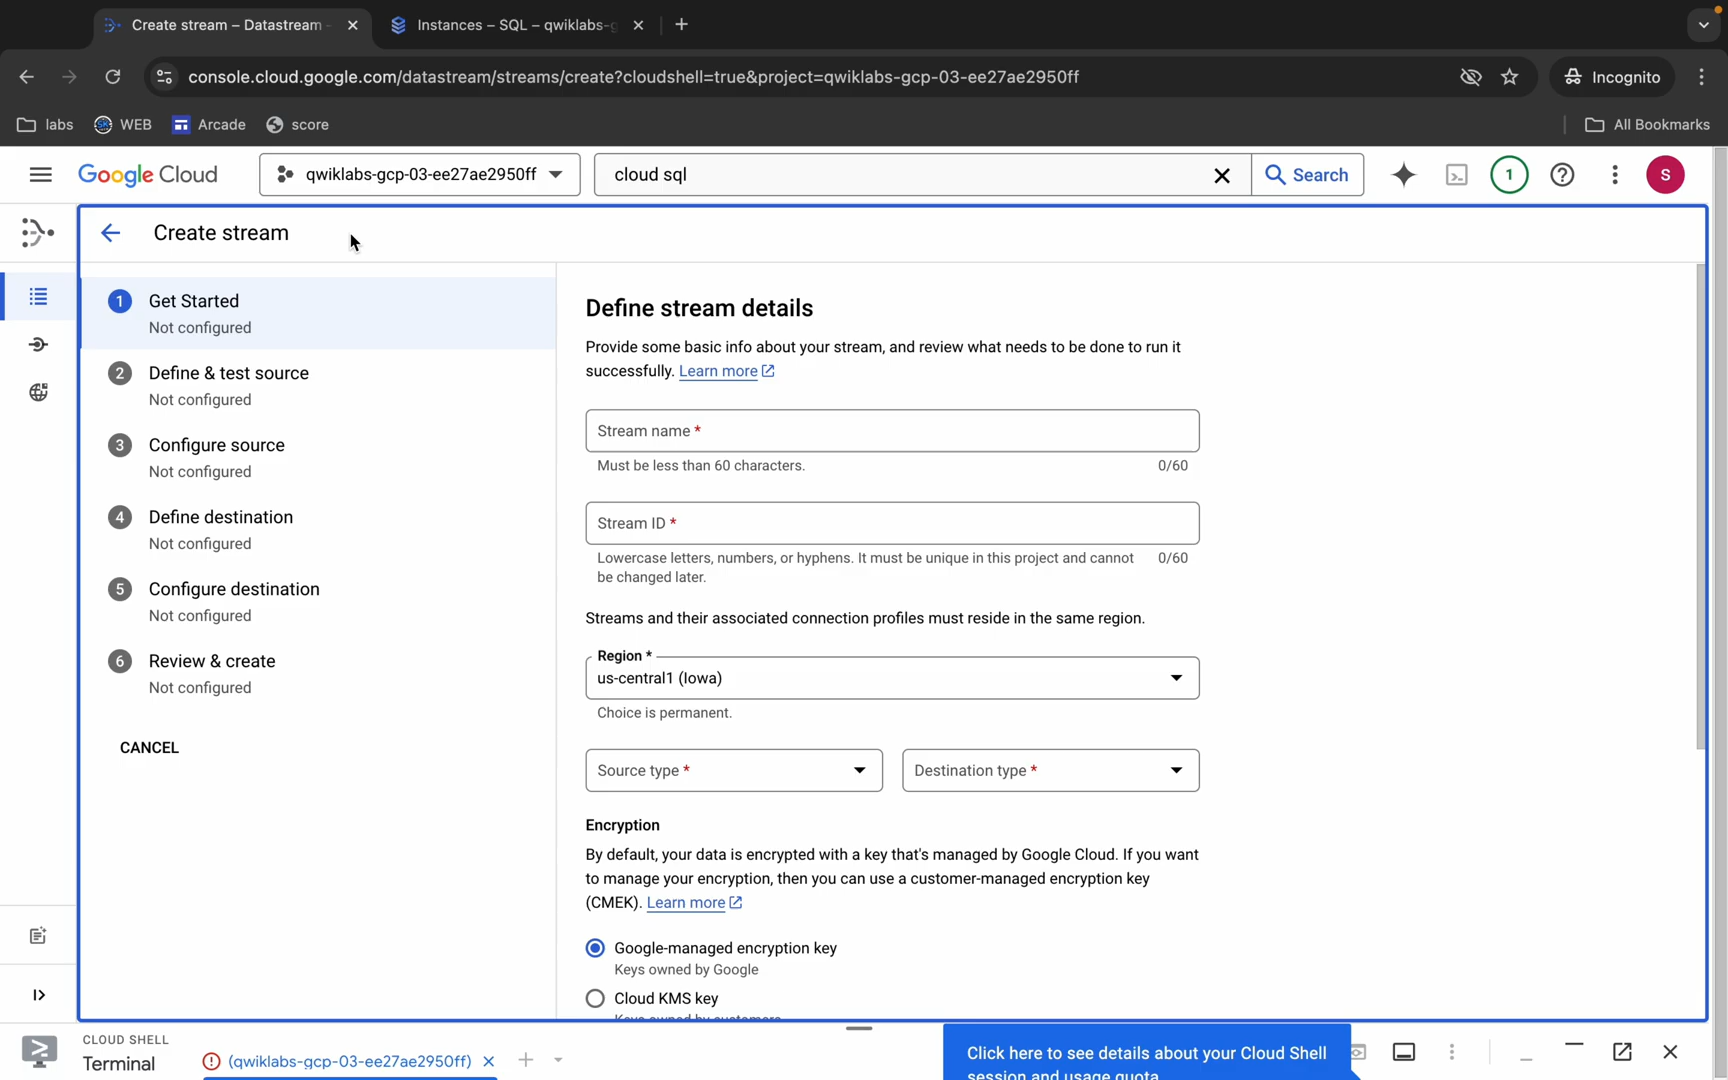 Create stream – Datastream -
Instances – SQL – qwiklabs-g
console.cloud.google.com/datastream/streams/create?cloudshell=true&project=qwiklabs-gcp-03-ee27ae2950ff
Incognito
labs
WEB
Arcade
score
All Bookmarks
Google Cloud
qwiklabs-gcp-03-ee27ae2950ff
cloud sql
Search
1
S
Create stream
1 Get Started
Not configured
2 Define & test source
Not configured
3 Configure source
Not configured
4 Define destination
Not configured
5 Configure destination
Not configured
6 Review & create
Not configured
CANCEL
Define stream details
Provide some basic info about your stream, and review what needs to be done to run it
successfully. Learn more
Stream name *
Must be less than 60 characters.
0/60
Stream ID *
Lowercase letters, numbers, or hyphens. It must be unique in this project and cannot
be changed later.
0/60
Streams and their associated connection profiles must reside in the same region.
Region *
us-central1 (Iowa)
Choice is permanent.
Source type *
Destination type *
Encryption
By default, your data is encrypted with a key that's managed by Google Cloud. If you want
to manage your encryption, then you can use a customer-managed encryption key
(CMEK). Learn more
Google-managed encryption key
Keys owned by Google
Cloud KMS key
Keys owned by customers
CLOUD SHELL
Terminal
(qwiklabs-gcp-03-ee27ae2950ff)
Click here to see details about your Cloud Shell
session and usage quota